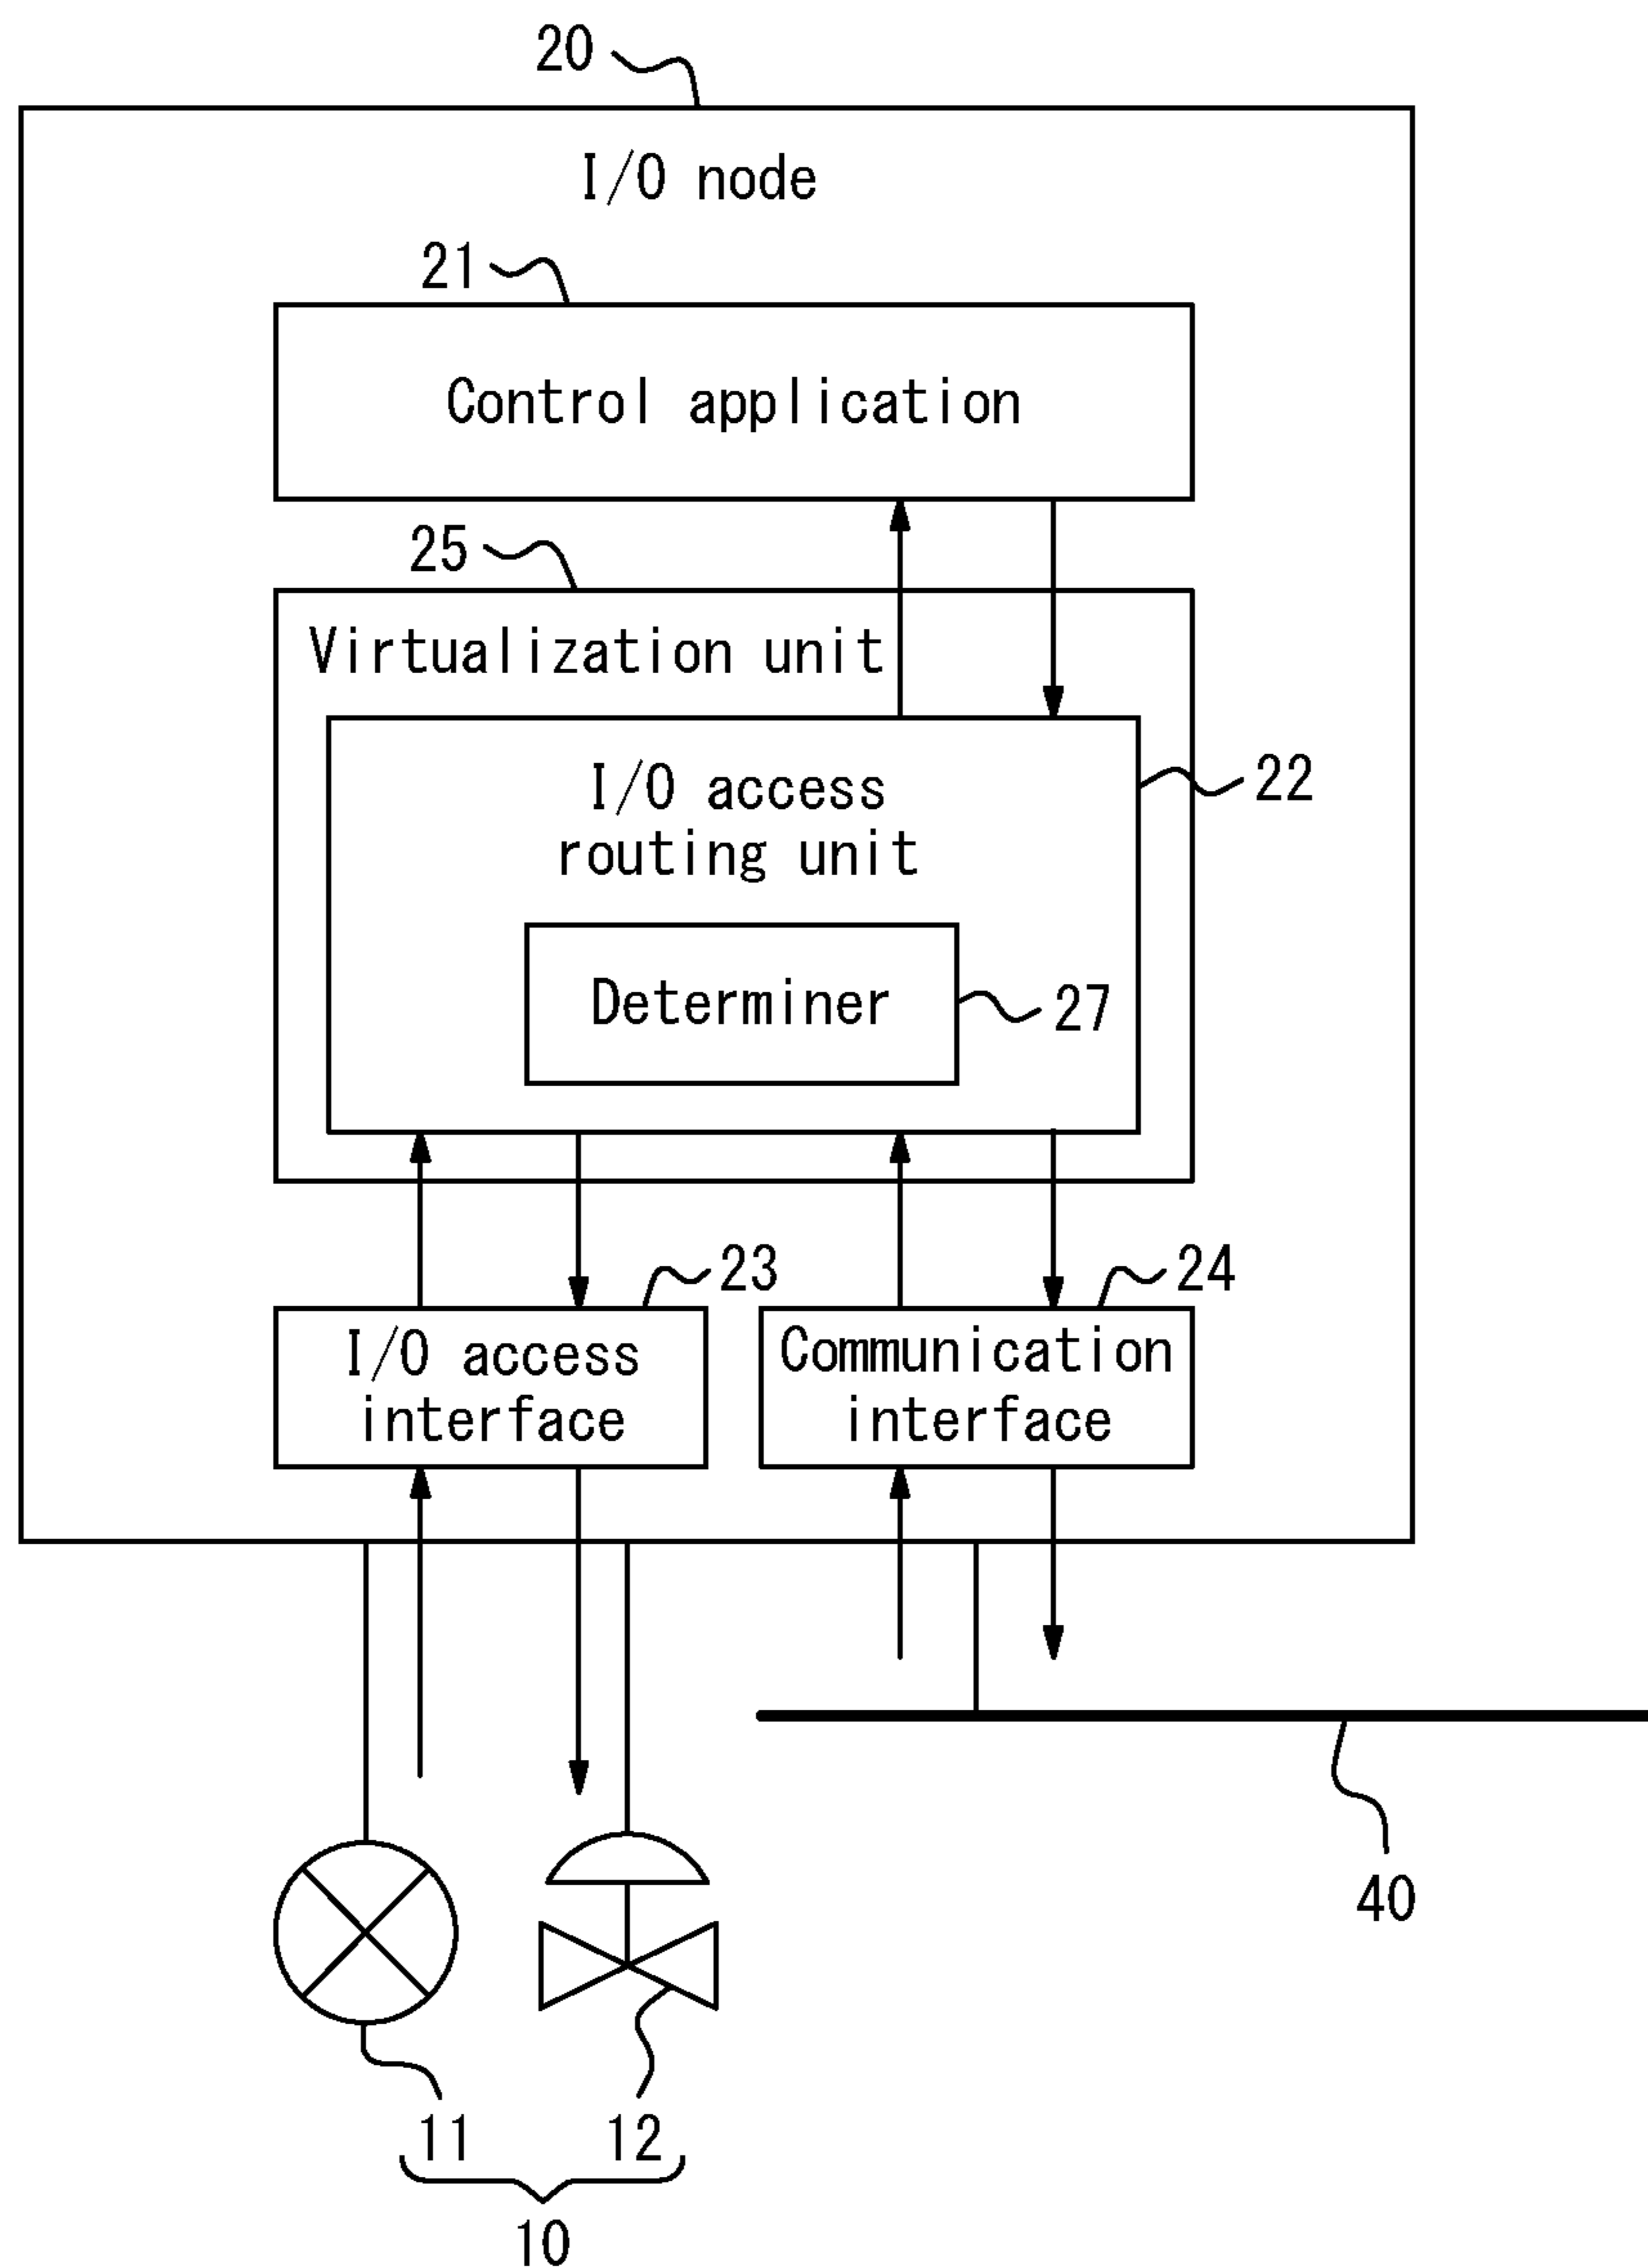 20
I/O node
21
Control application
25
Virtualization unit
I/O access
routing unit
22
Determiner
27
23
24
I/O access
interface
Communication
interface
40
11
12
10